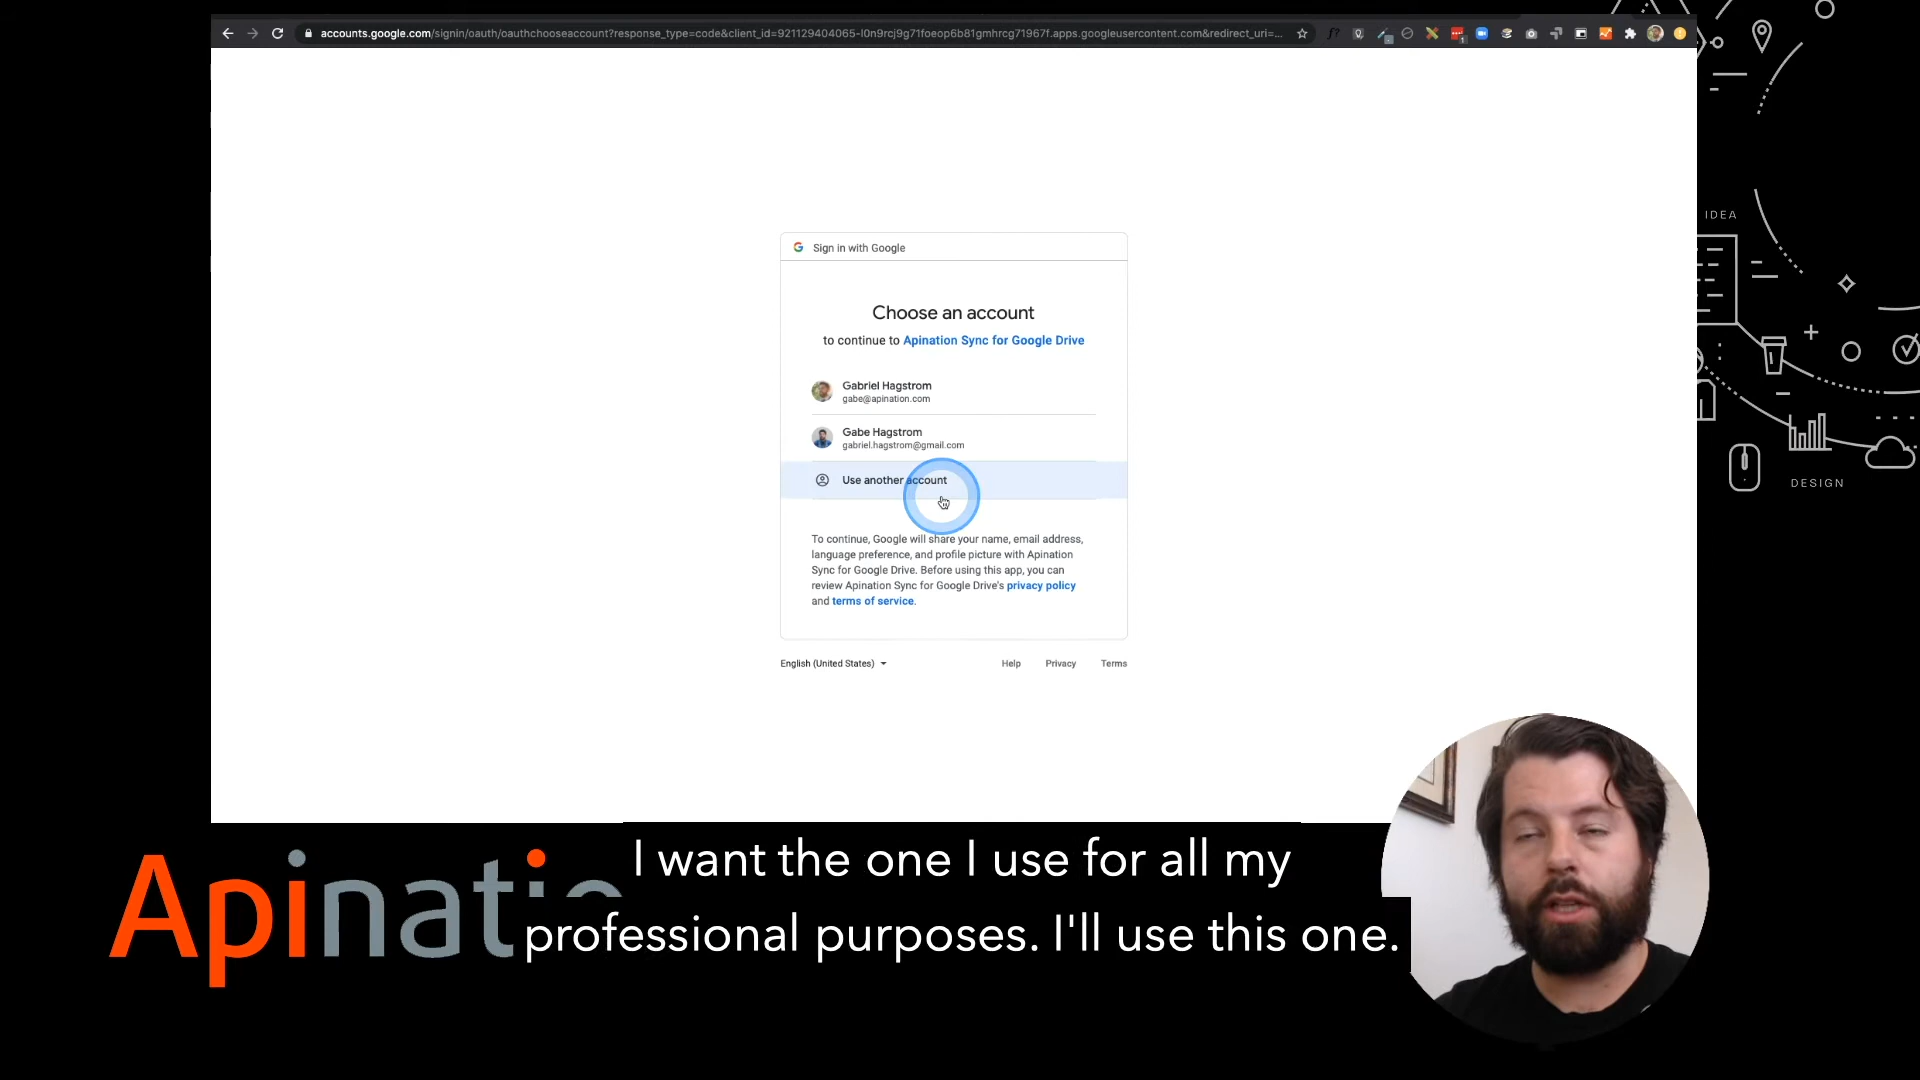 accounts.google.com/signin/oauth/oauthchooseaccount?response_type=code&client_id=921129404065-l0n9rcj9g71foeop6b81gmhrcg71967f.apps.googleusercontent.com&redirect_uri=...
IDEA
Sign in with Google
Choose an account
to continue to Apination Sync for Google Drive
Gabriel Hagstrom
gabe@apination.com
Gabe Hagstrom
gabriel.hagstrom@gmail.com
Use another account
DESIGN
To continue, Google will share your name, email address,
language preference, and profile picture with Apination
Sync for Google Drive. Before using this app, you can
review Apination Sync for Google Drive's privacy policy
and terms of service.
English (United States)
Help Privacy Terms
Apinatio
I want the one I use for all my
professional purposes. I'll use this one.